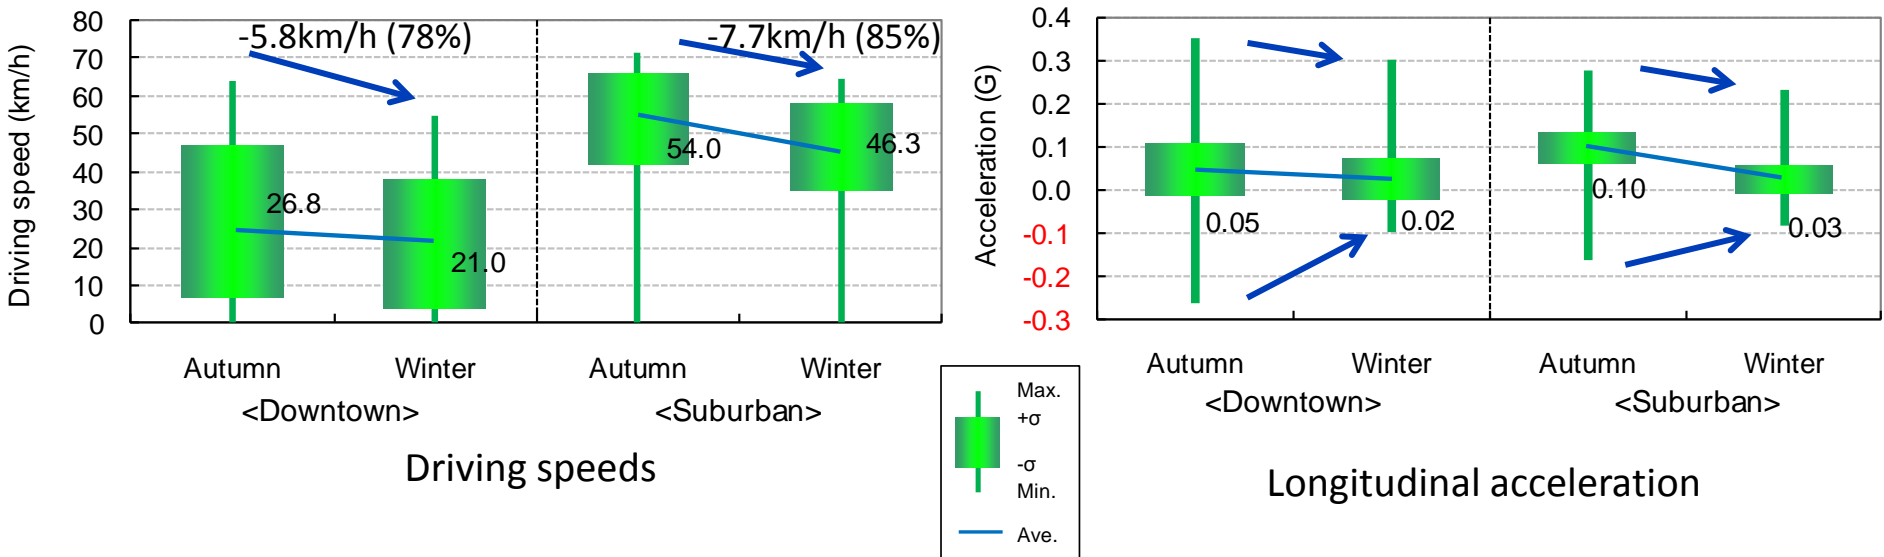 Driving speed (km/h)
80
70
60
50
40
30
20
10
0
-5.8km/h (78%)
-7.7km/h (85%)
26.8
21.0
54.0
46.3
Autumn
Winter
Autumn
Winter
<Downtown>
<Suburban>
Driving speeds
Max.
+σ
-σ
Min.
Ave.
Acceleration (G)
0.4
0.3
0.2
0.1
0.0
-0.1
-0.2
-0.3
0.05
0.02
0.10
0.03
Autumn
Winter
Autumn
Winter
<Downtown>
<Suburban>
Longitudinal acceleration